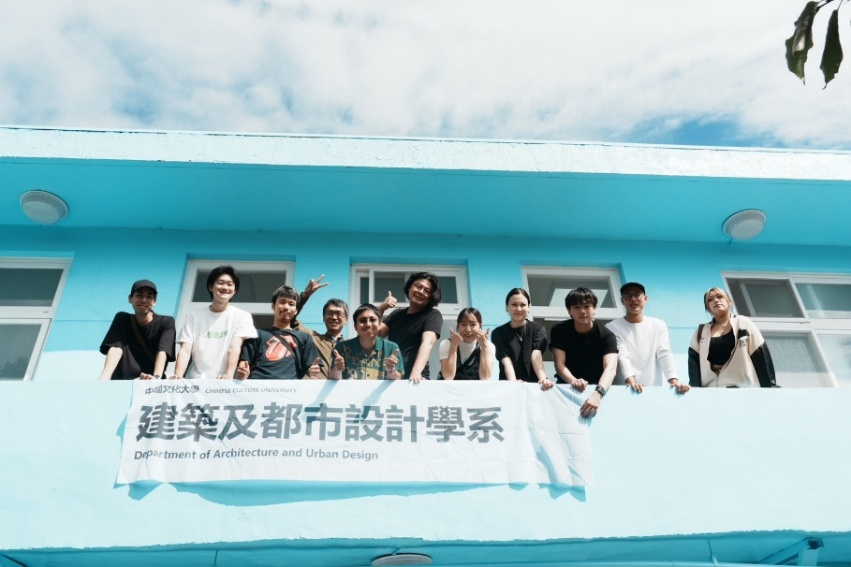 中國文化大學 CHINESE CULTURE UNIVERSITY
建築及都市設計學系
Department of Architecture and Urban Design